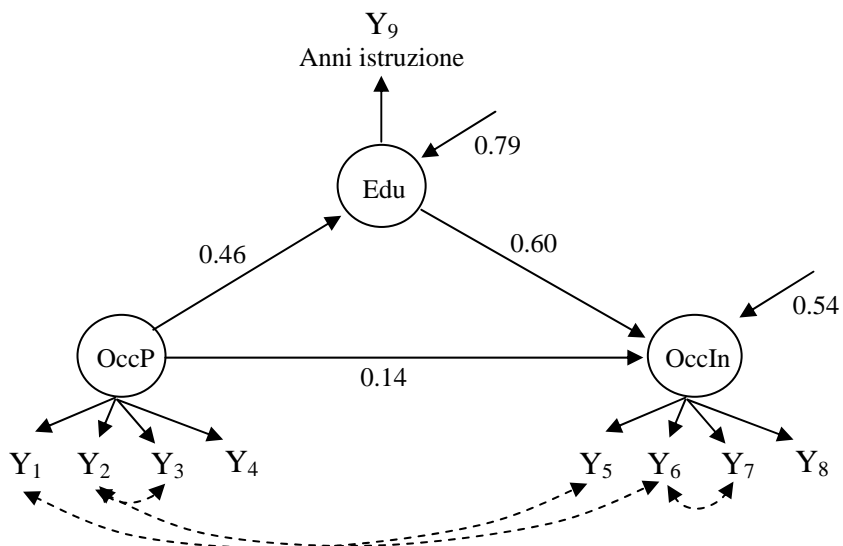 Y₉
Anni istruzione
0.79
Edu
0.46
0.60
0.54
OccP
OccIn
0.14
Y₁ Y₂ Y₃ Y₄ Y₅ Y₆ Y₇ Y₈